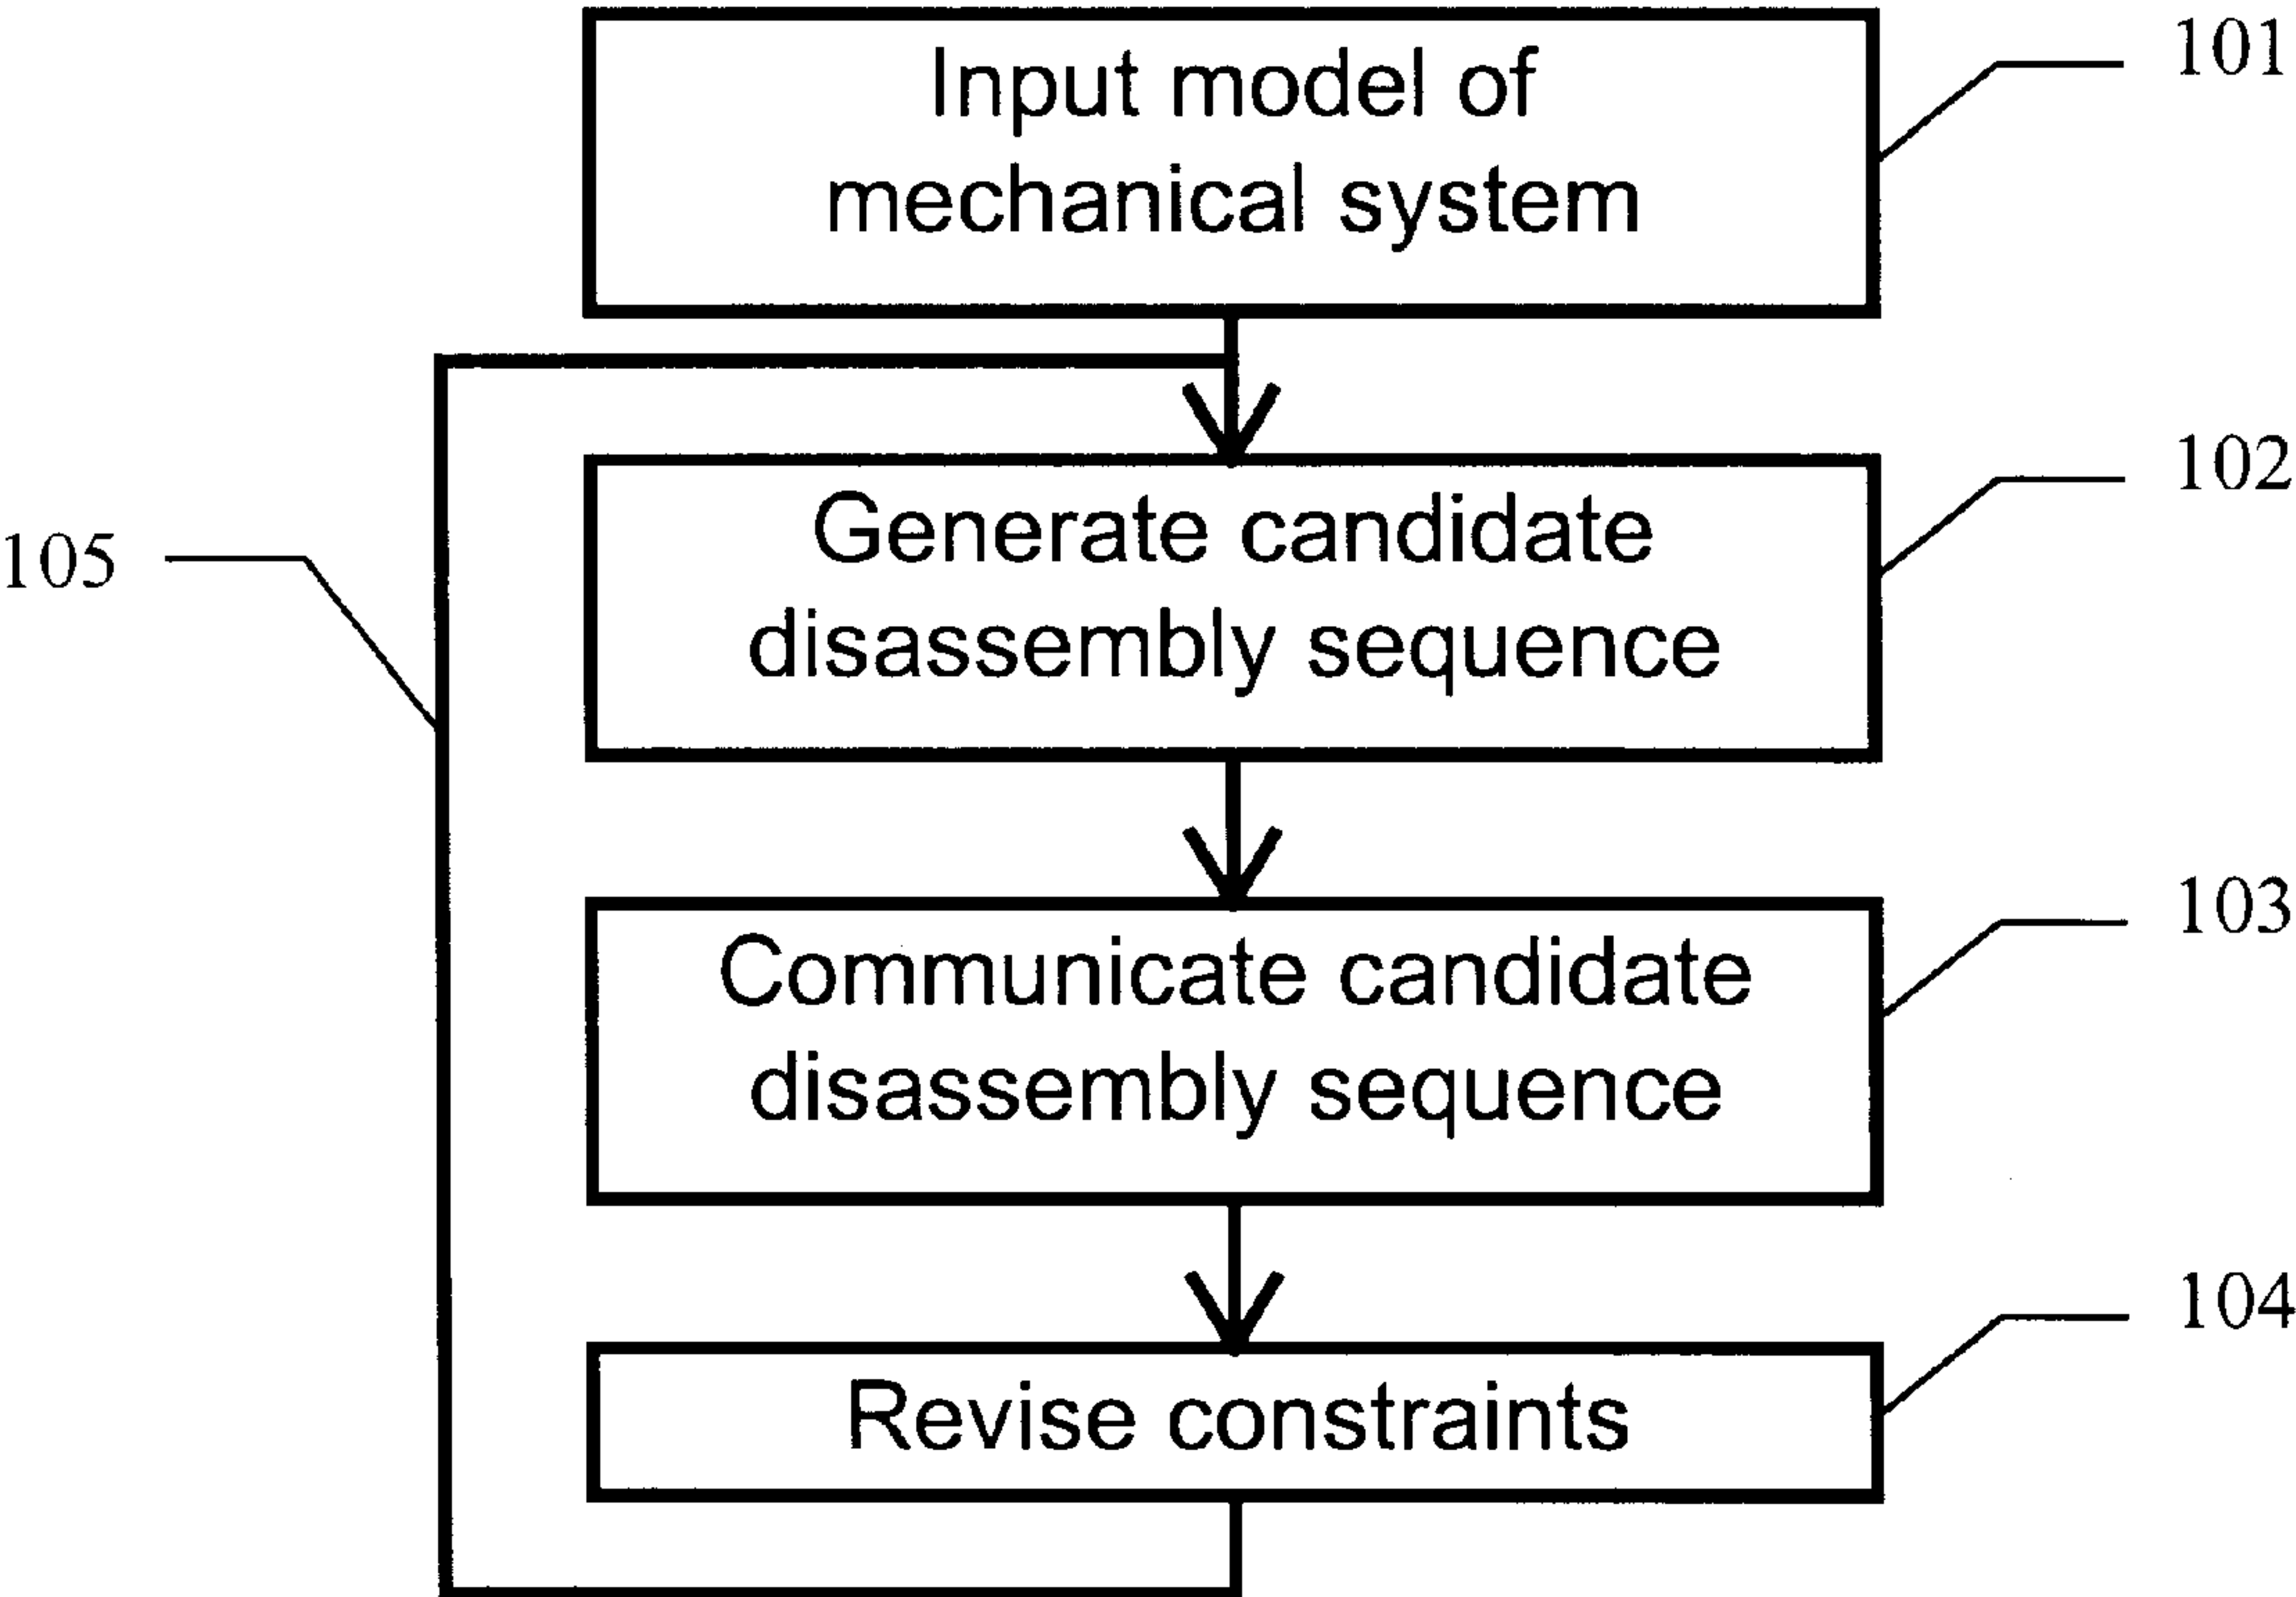 Input model of
mechanical system
101
Generate candidate
disassembly sequence
102
105
Communicate candidate
disassembly sequence
103
Revise constraints
104